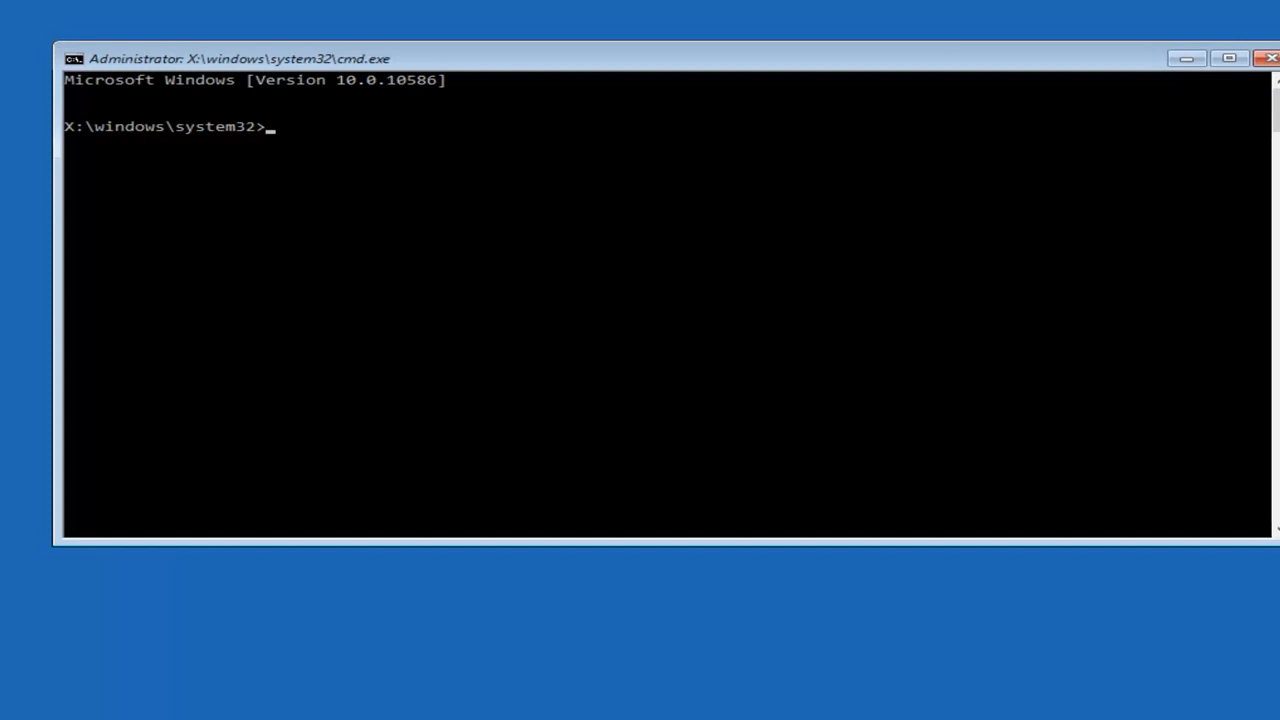 Administrator: X:\windows\system32\cmd.exe
Microsoft Windows [Version 10.0.10586]
X:\windows\system32>_